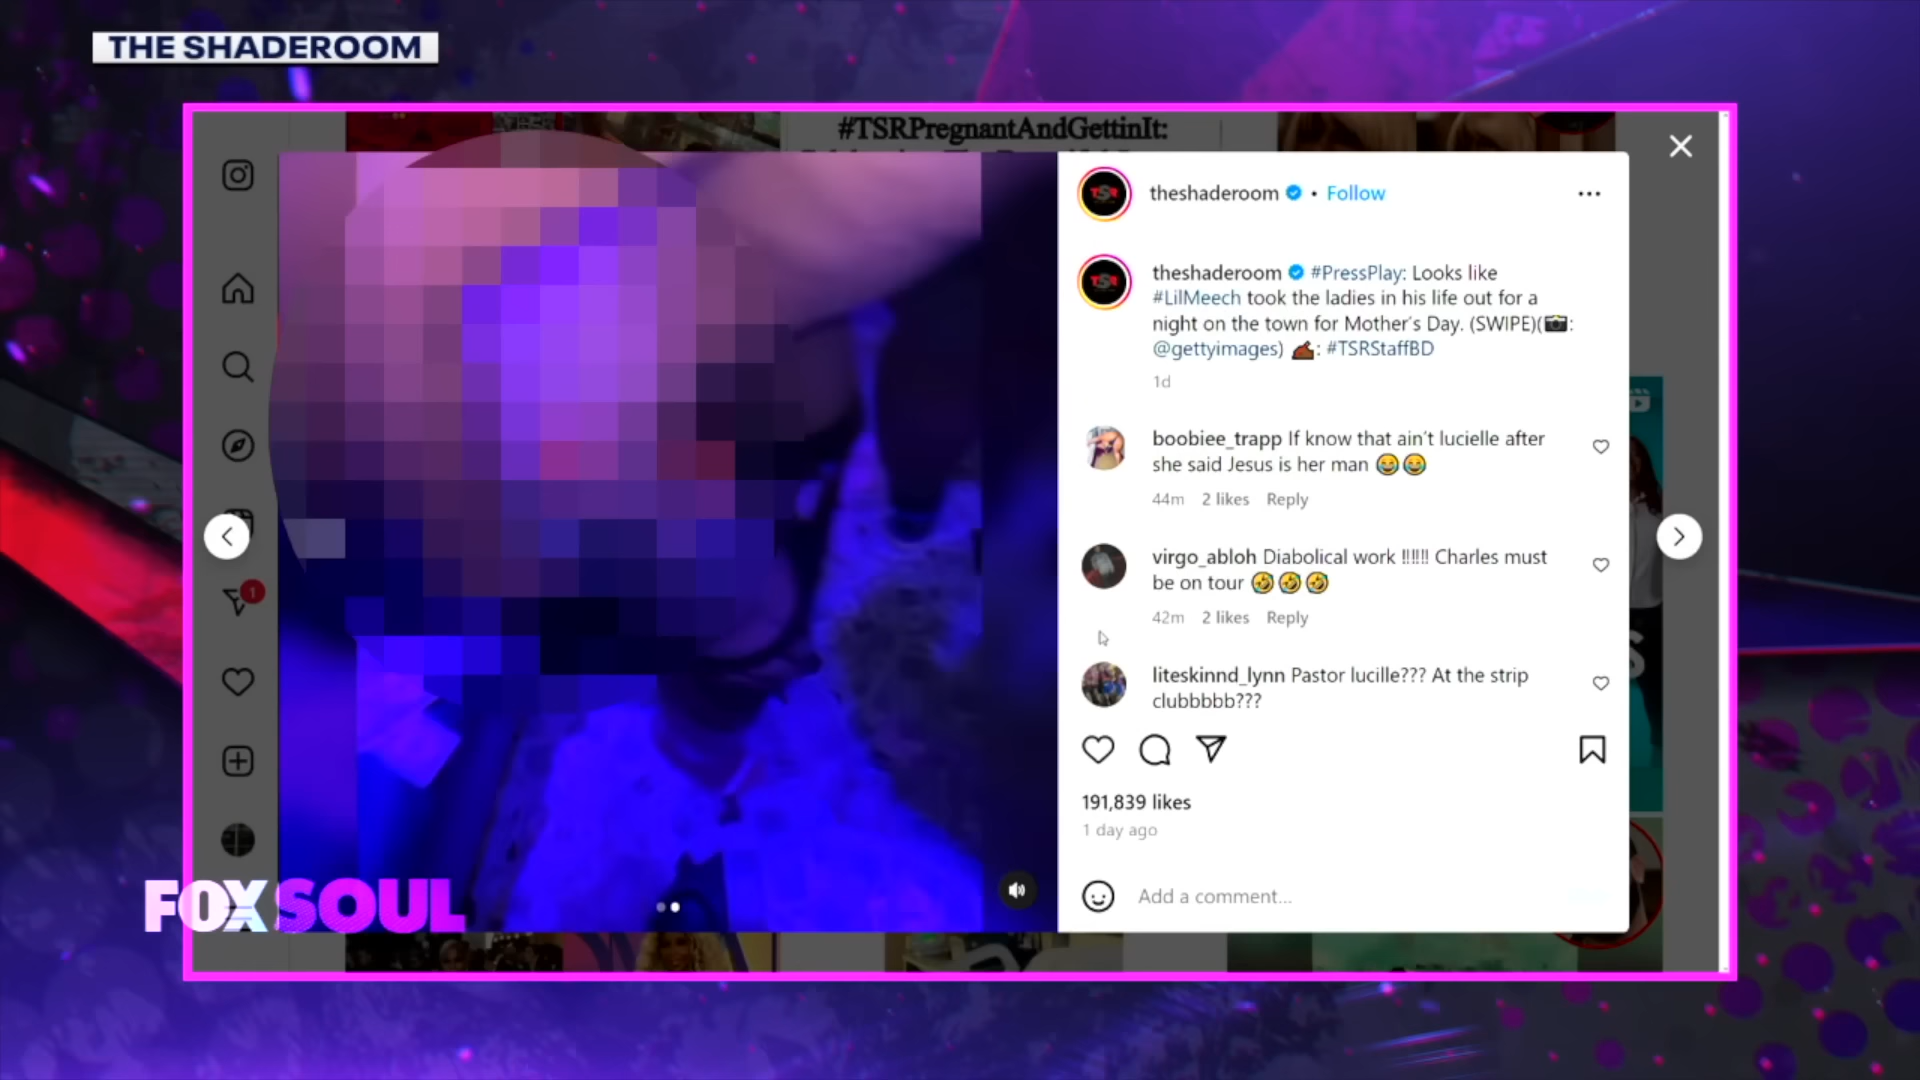 THE SHADEROOM
#TSRPregnantAndGettinIt:
theshaderoom • Follow
theshaderoom #PressPlay: Looks like
#LilMeech took the ladies in his life out for a
night on the town for Mother's Day. (SWIPE)(📷:
@gettyimages) ✍🏾: #TSRStaffBD
1d
boobiee_trapp If know that ain't lucielle after
she said Jesus is her man 😂😂
44m 2 likes Reply
virgo_abloh Diabolical work !!!!!! Charles must
be on tour 🤣🤣🤣
42m 2 likes Reply
1
liteskinnd_lynn Pastor lucille??? At the strip
clubbbbb???
191,839 likes
1 day ago
Add a comment...
FOX SOUL